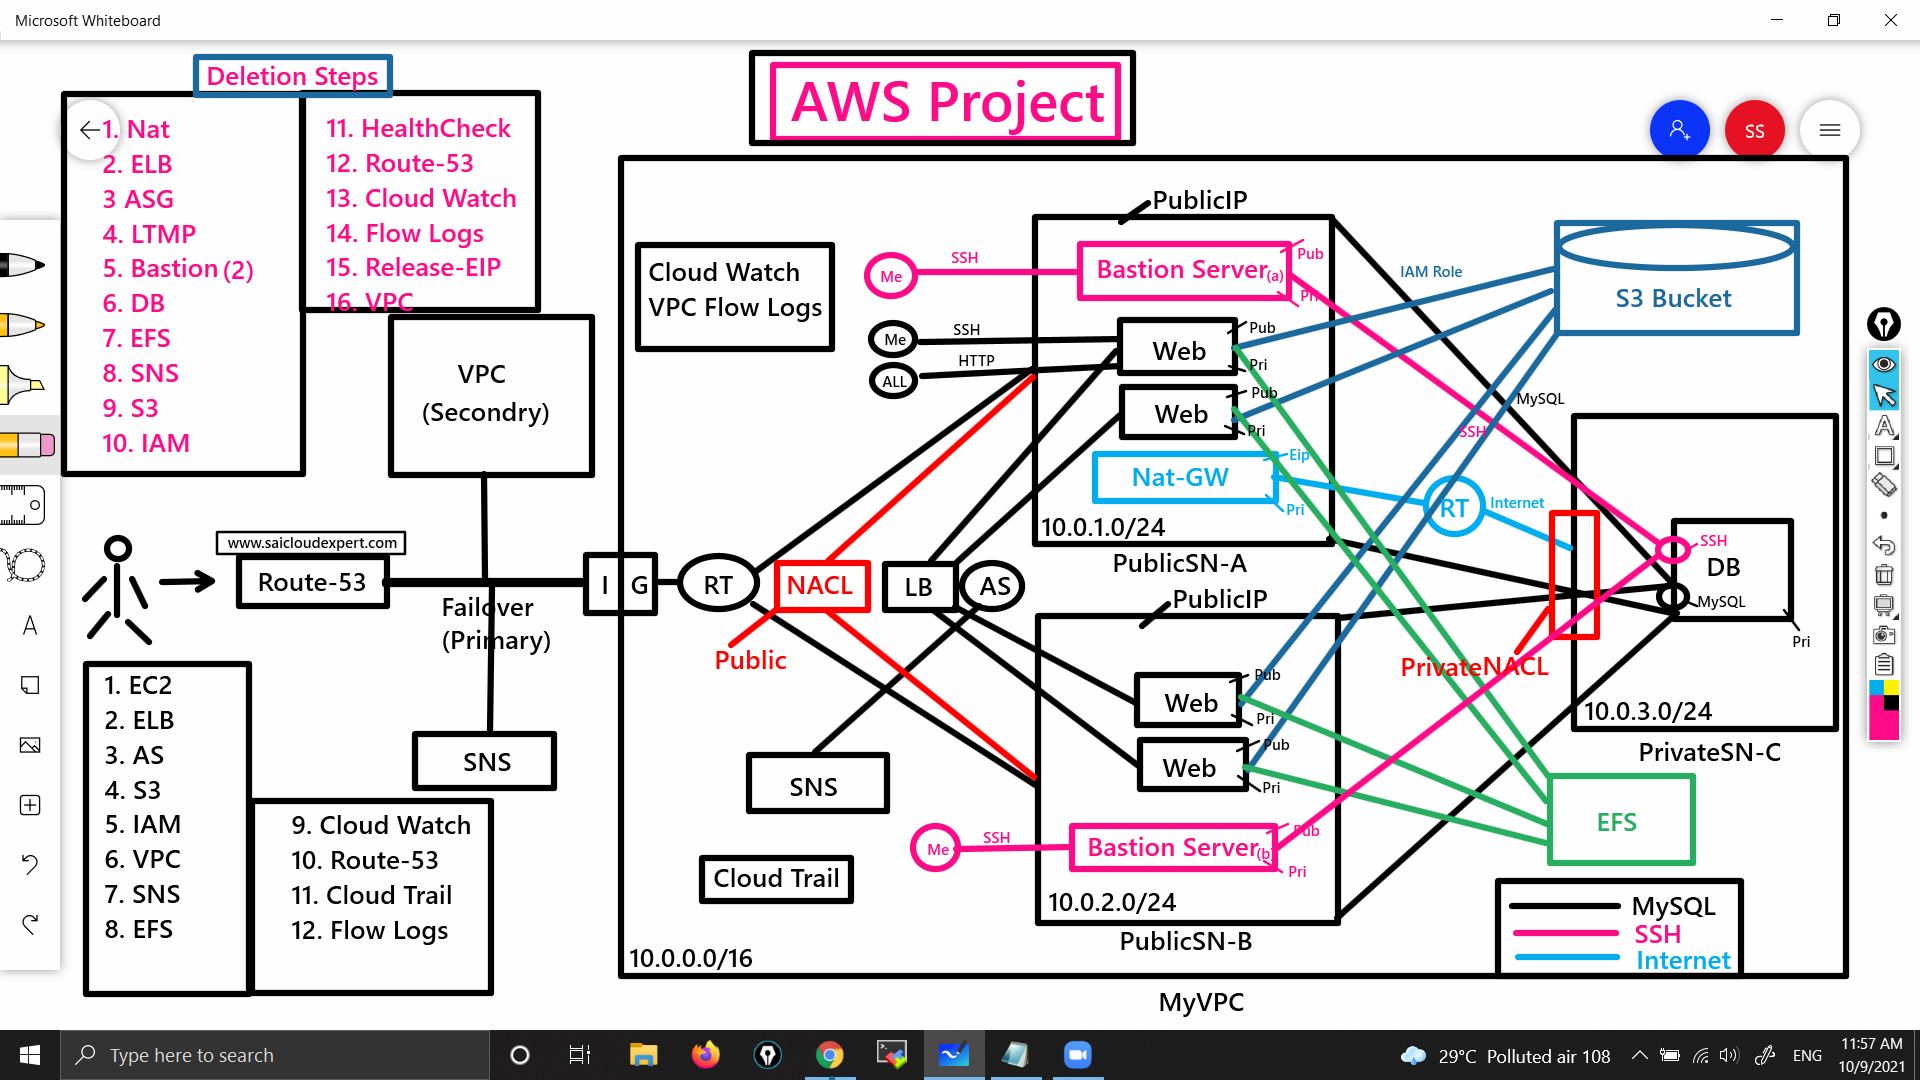 Microsoft Whiteboard
Deletion Steps
1. Nat
2. ELB
3 ASG
4. LTMP
5. Bastion (2)
6. DB
7. EFS
8. SNS
9. S3
10. IAM
11. HealthCheck
12. Route-53
13. Cloud Watch
14. Flow Logs
15. Release-EIP
16. VPC
AWS Project
SS
VPC
(Secondry)
Cloud Watch
VPC Flow Logs
PublicIP
Me
SSH
Bastion Server(a)
Pub
Pri
Me
SSH
ALL
HTTP
Web
Pub
Pri
Web
Pub
Pri
Nat-GW
Eip
Pri
10.0.1.0/24
PublicSN-A
IAM Role
S3 Bucket
MySQL
SSH
RT
Internet
SSH
DB
MySQL
Pri
PrivateNACL
10.0.3.0/24
PrivateSN-C
www.saicloudexpert.com
Route-53
Failover
(Primary)
I G
RT
NACL
Public
LB
AS
SNS
SNS
Cloud Trail
PublicIP
Web
Pub
Pri
Web
Pub
Pri
Me
SSH
Bastion Server(b)
Pub
Pri
10.0.2.0/24
PublicSN-B
EFS
MySQL
SSH
Internet
10.0.0.0/16
MyVPC
1. EC2
2. ELB
3. AS
4. S3
5. IAM
6. VPC
7. SNS
8. EFS
9. Cloud Watch
10. Route-53
11. Cloud Trail
12. Flow Logs
Type here to search
29°C Polluted air 108
ENG
11:57 AM
10/9/2021